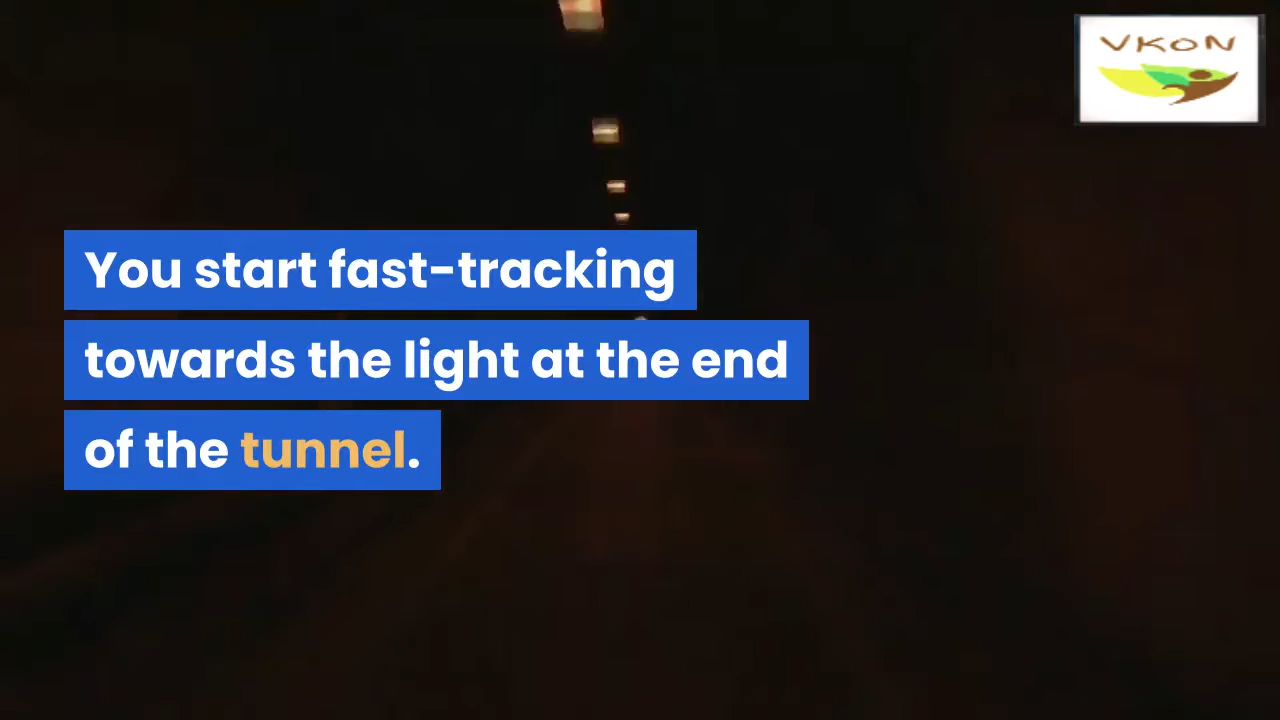 VKON
You start fast-tracking
towards the light at the end
of the tunnel.